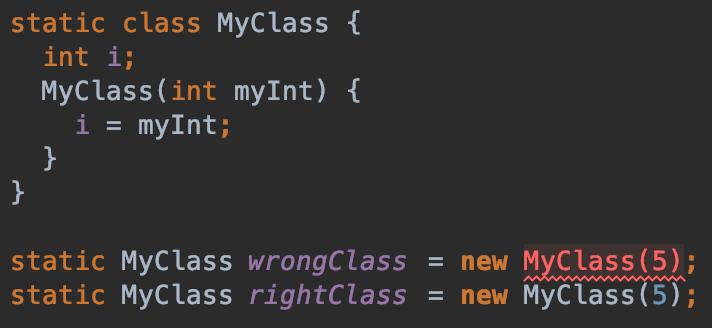 static class MyClass {
  int i;
  MyClass(int myInt) {
    i = myInt;
  }
}
static MyClass wrongClass = new MyClass(5);
static MyClass rightClass = new MyClass(5);